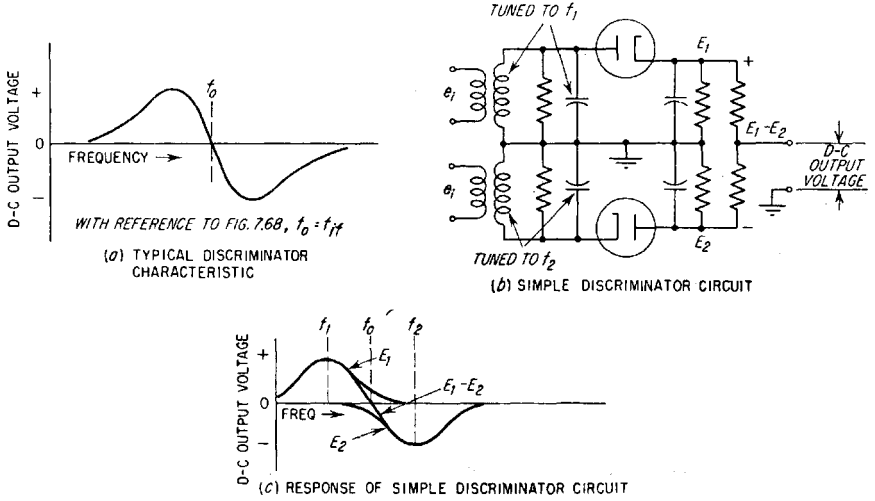 D-C OUTPUT VOLTAGE
+
0
−
f₀
FREQUENCY →
WITH REFERENCE TO FIG. 7.68, f₀ = f_if
(a) TYPICAL DISCRIMINATOR
CHARACTERISTIC
TUNED TO f₁
eᵢ
eᵢ
E₁
+
E₁−E₂
D-C
OUTPUT
VOLTAGE
−
E₂
TUNED TO f₂
(b) SIMPLE DISCRIMINATOR CIRCUIT
D-C OUTPUT VOLTAGE
+
0
−
f₁
f₀
f₂
E₁
E₁−E₂
FREQ →
E₂
(c) RESPONSE OF SIMPLE DISCRIMINATOR CIRCUIT